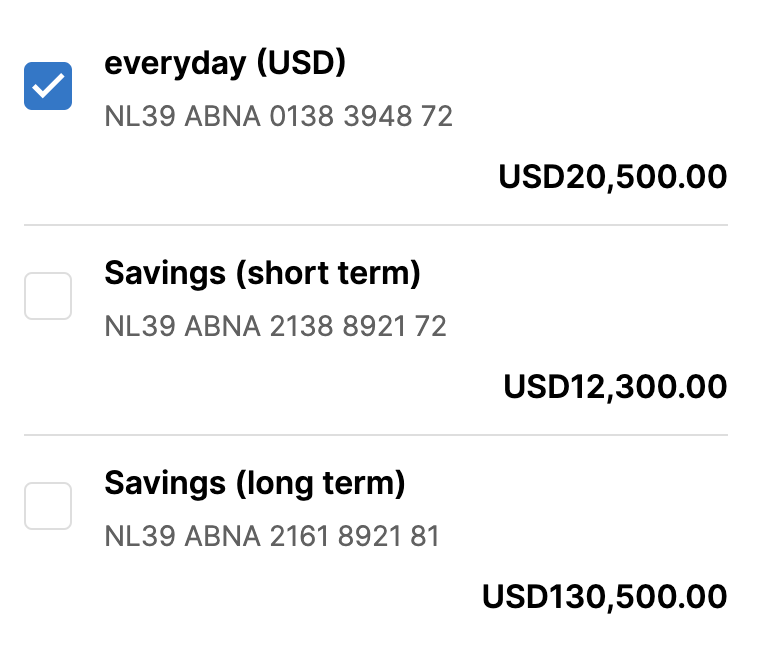 everyday (USD)
NL39 ABNA 0138 3948 72
USD20,500.00
Savings (short term)
NL39 ABNA 2138 8921 72
USD12,300.00
Savings (long term)
NL39 ABNA 2161 8921 81
USD130,500.00